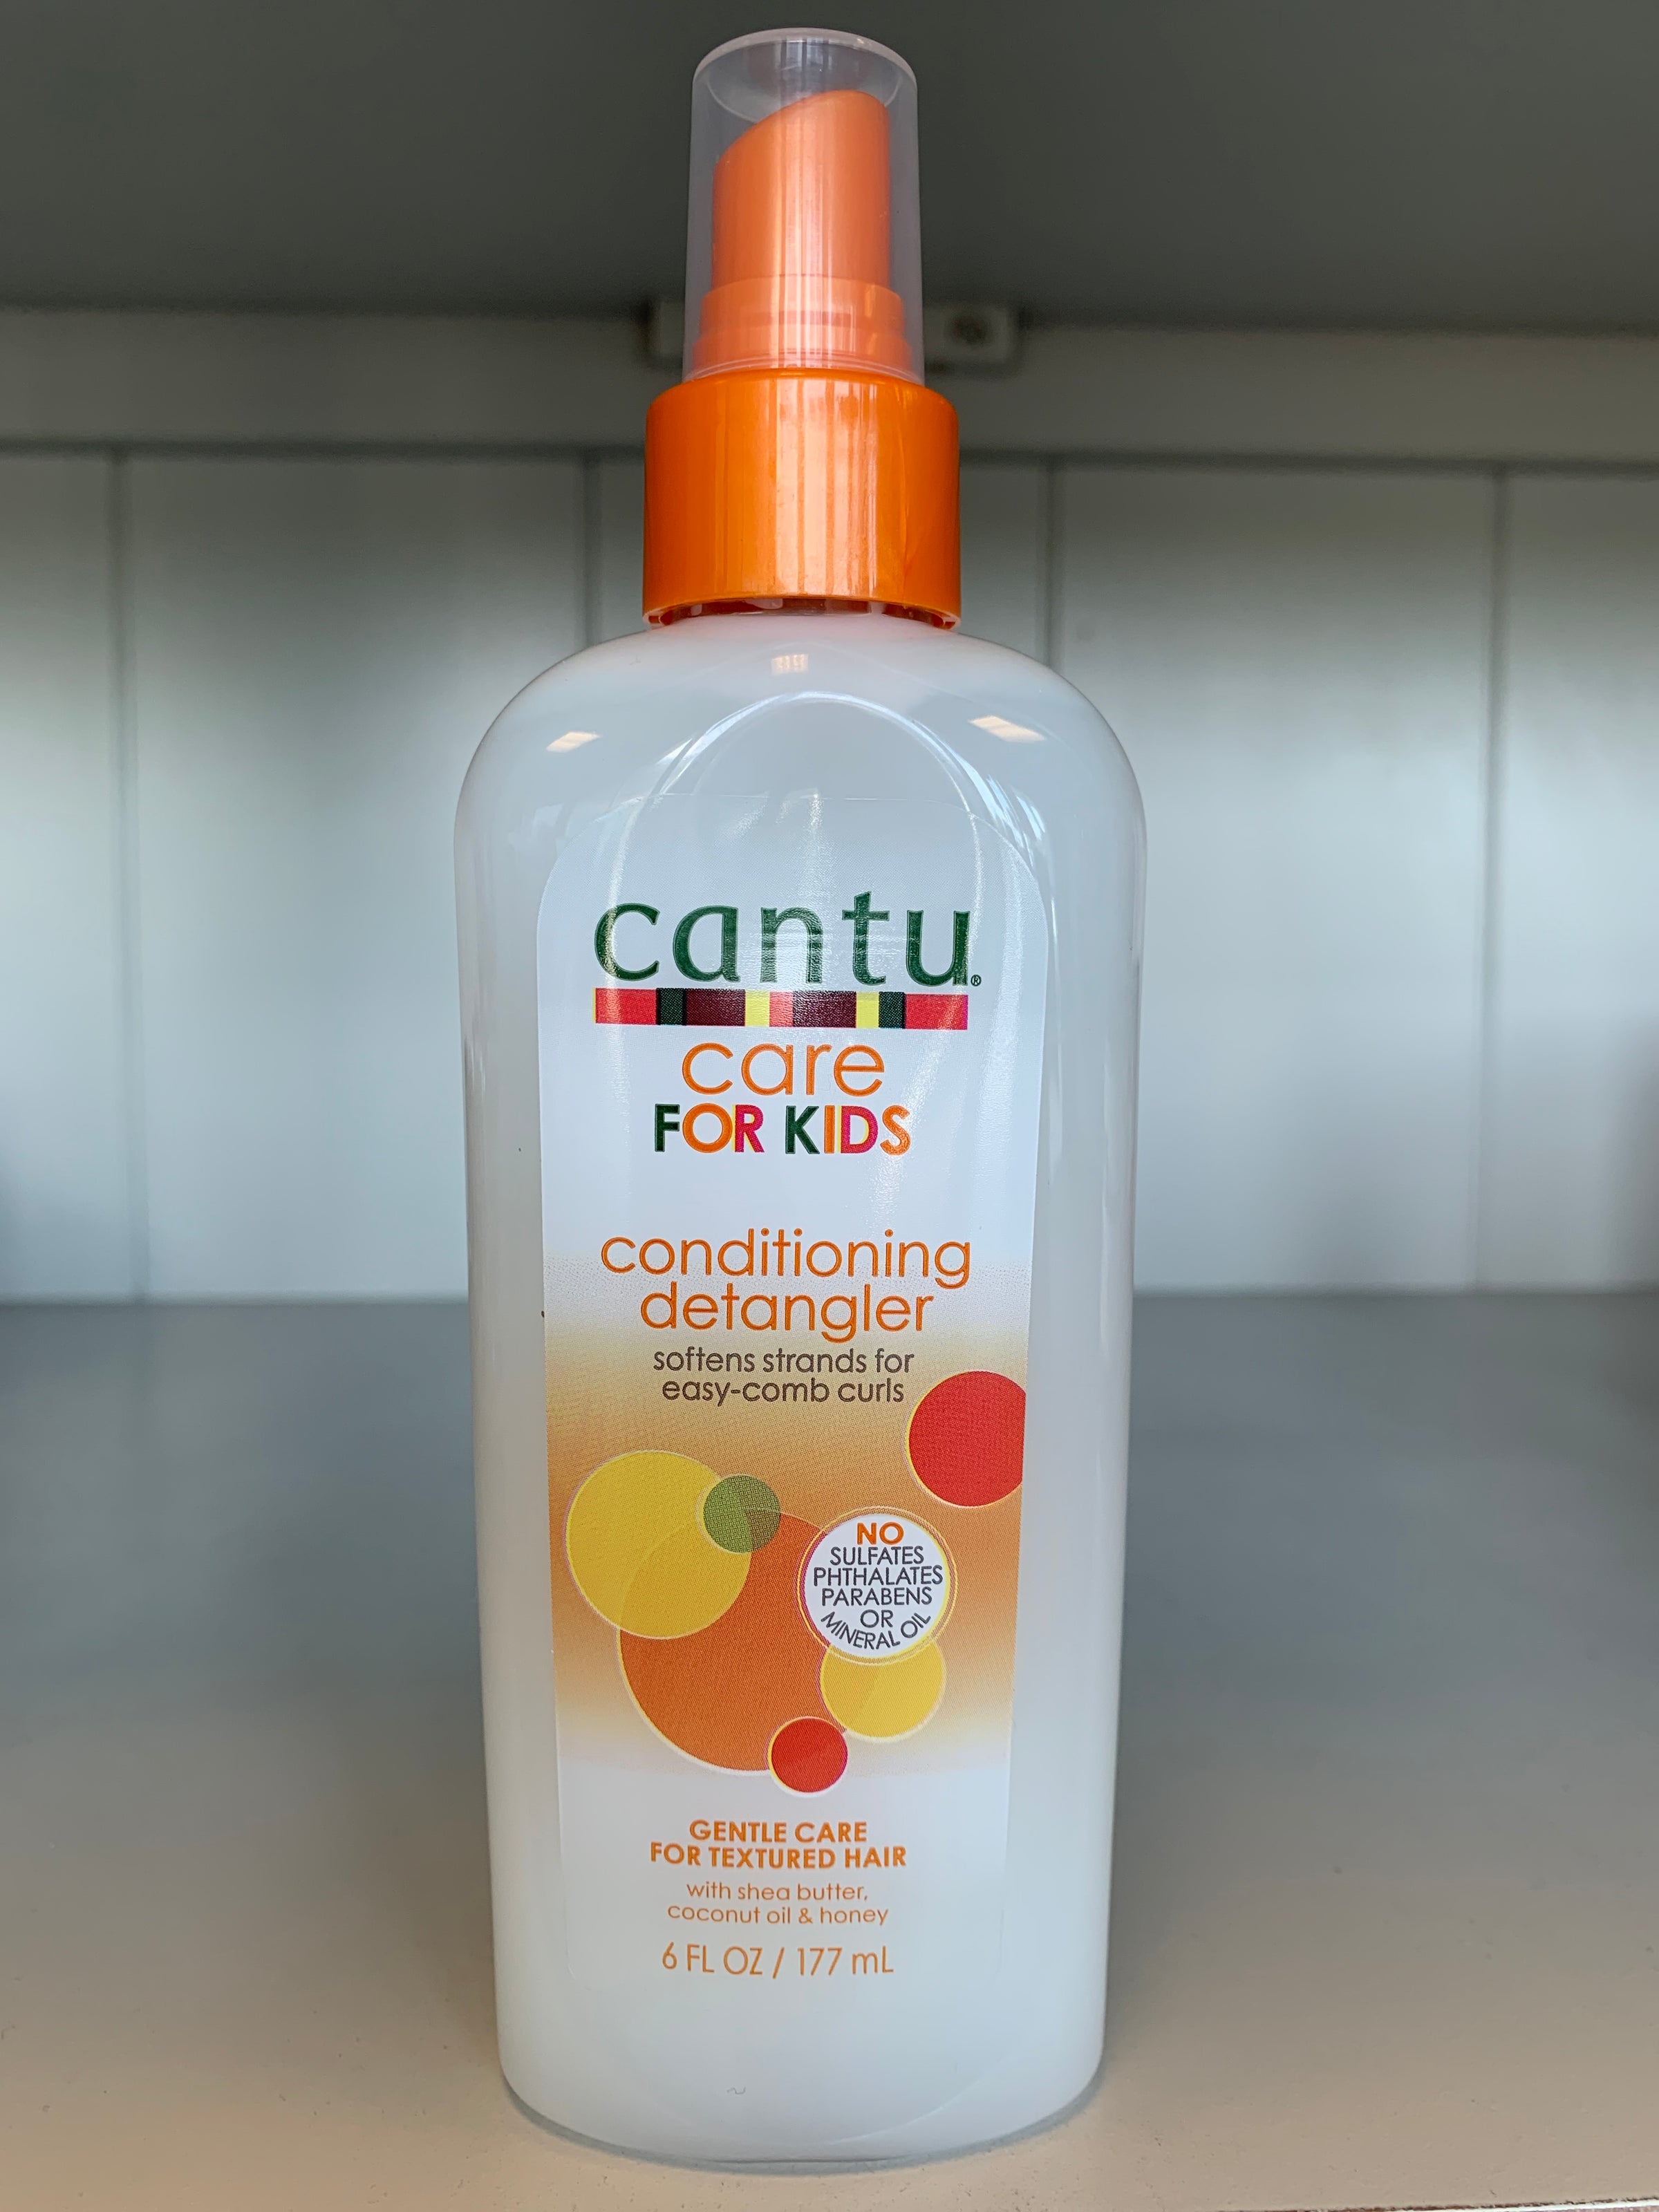 cantu®
care
FOR KIDS
conditioning
detangler
softens strands for
easy-comb curls
NO
SULFATES
PHTHALATES
PARABENS
OR
MINERAL OIL
GENTLE CARE
FOR TEXTURED HAIR
with shea butter,
coconut oil & honey
6 FL OZ / 177 mL